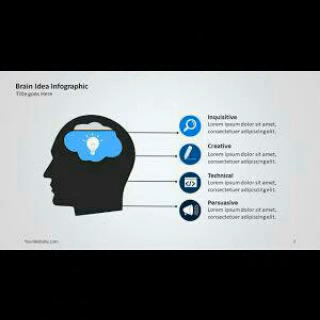 Brain Idea Infographic
Title goes Here
Inquisitive
Lorem ipsum dolor sit amet,
consectetuer adipiscing elit.
Creative
Lorem ipsum dolor sit amet,
consectetuer adipiscing elit.
Technical
Lorem ipsum dolor sit amet,
consectetuer adipiscing elit.
Persuasive
Lorem ipsum dolor sit amet,
consectetuer adipiscing elit.
YourWebsite.com